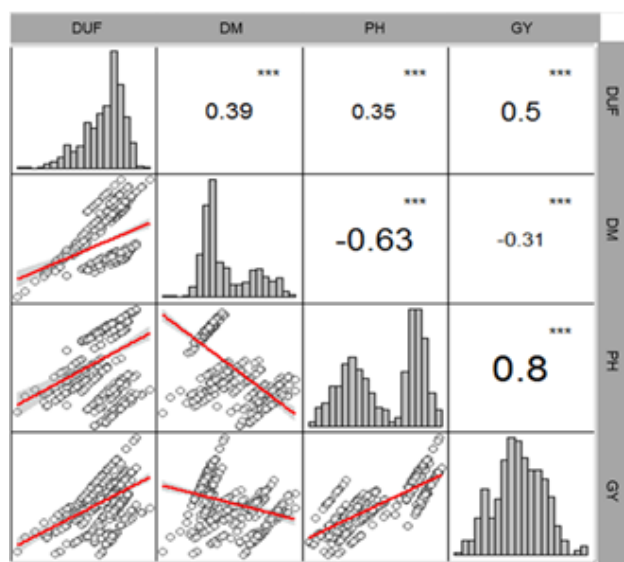 DUF DM PH GY
*** *** ***
0.39 0.35 0.5 DUF
*** ***
-0.63 -0.31 DM
***
0.8 PH
GY